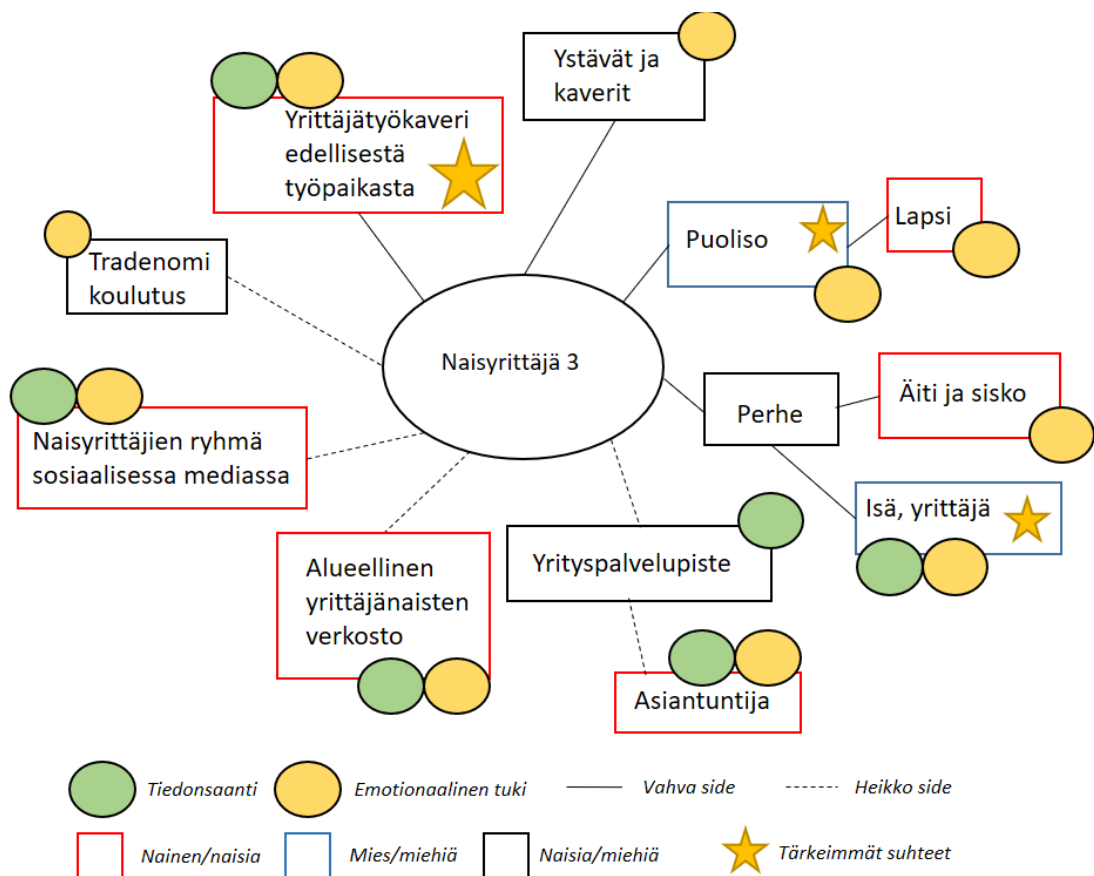 Ystävät ja
kaverit
Yrittäjätyökaveri
edellisestä
työpaikasta
Lapsi
Puoliso
Tradenomi
koulutus
Naisyrittäjä 3
Äiti ja sisko
Perhe
Naisyrittäjien ryhmä
sosiaalisessa mediassa
Isä, yrittäjä
Yrityspalvelupiste
Alueellinen
yrittäjänaisten
verkosto
Asiantuntija
Tiedonsaanti
Emotionaalinen tuki
Vahva side
Heikko side
Nainen/naisia
Mies/miehiä
Naisia/miehiä
Tärkeimmät suhteet